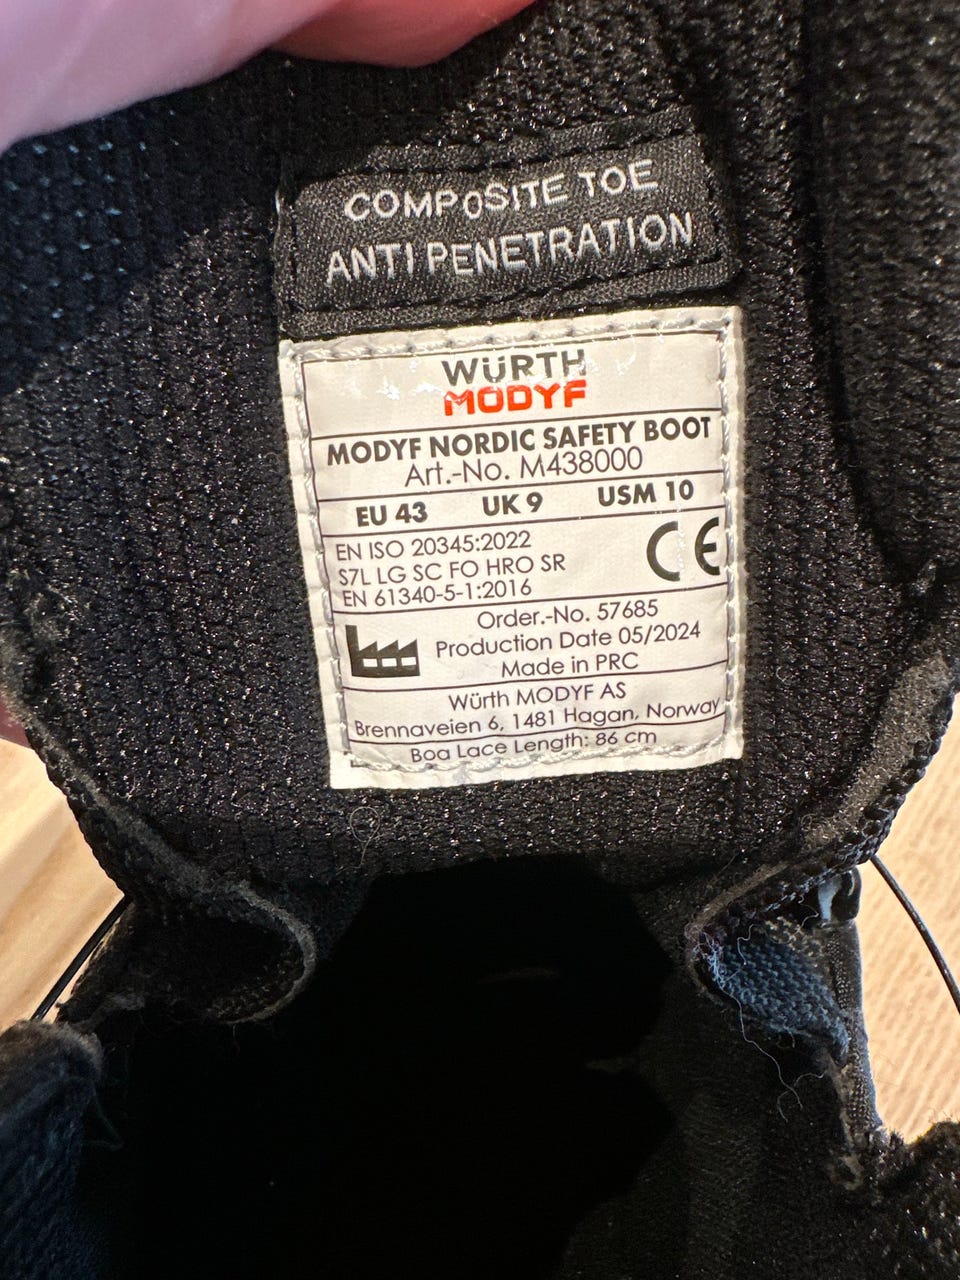 COMPOSITE TOE
ANTI PENETRATION
WÜRTH
MODYF
MODYF NORDIC SAFETY BOOT
Art.-No. M438000
EU 43 UK 9 USM 10
EN ISO 20345:2022
S7L LG SC FO HRO SR
EN 61340-5-1:2016
CE
Order.-No. 57685
Production Date 05/2024
Made in PRC
Würth MODYF AS
Brennaveien 6, 1481 Hagan, Norway
Boa Lace Length: 86 cm